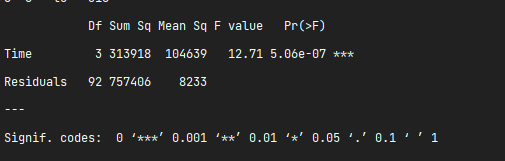 Df Sum Sq Mean Sq F value   Pr(>F)
Time         3 313918  104639   12.71 5.06e-07 ***
Residuals   92 757406    8233
---
Signif. codes:  0 ‘***’ 0.001 ‘**’ 0.01 ‘*’ 0.05 ‘.’ 0.1 ‘ ’ 1